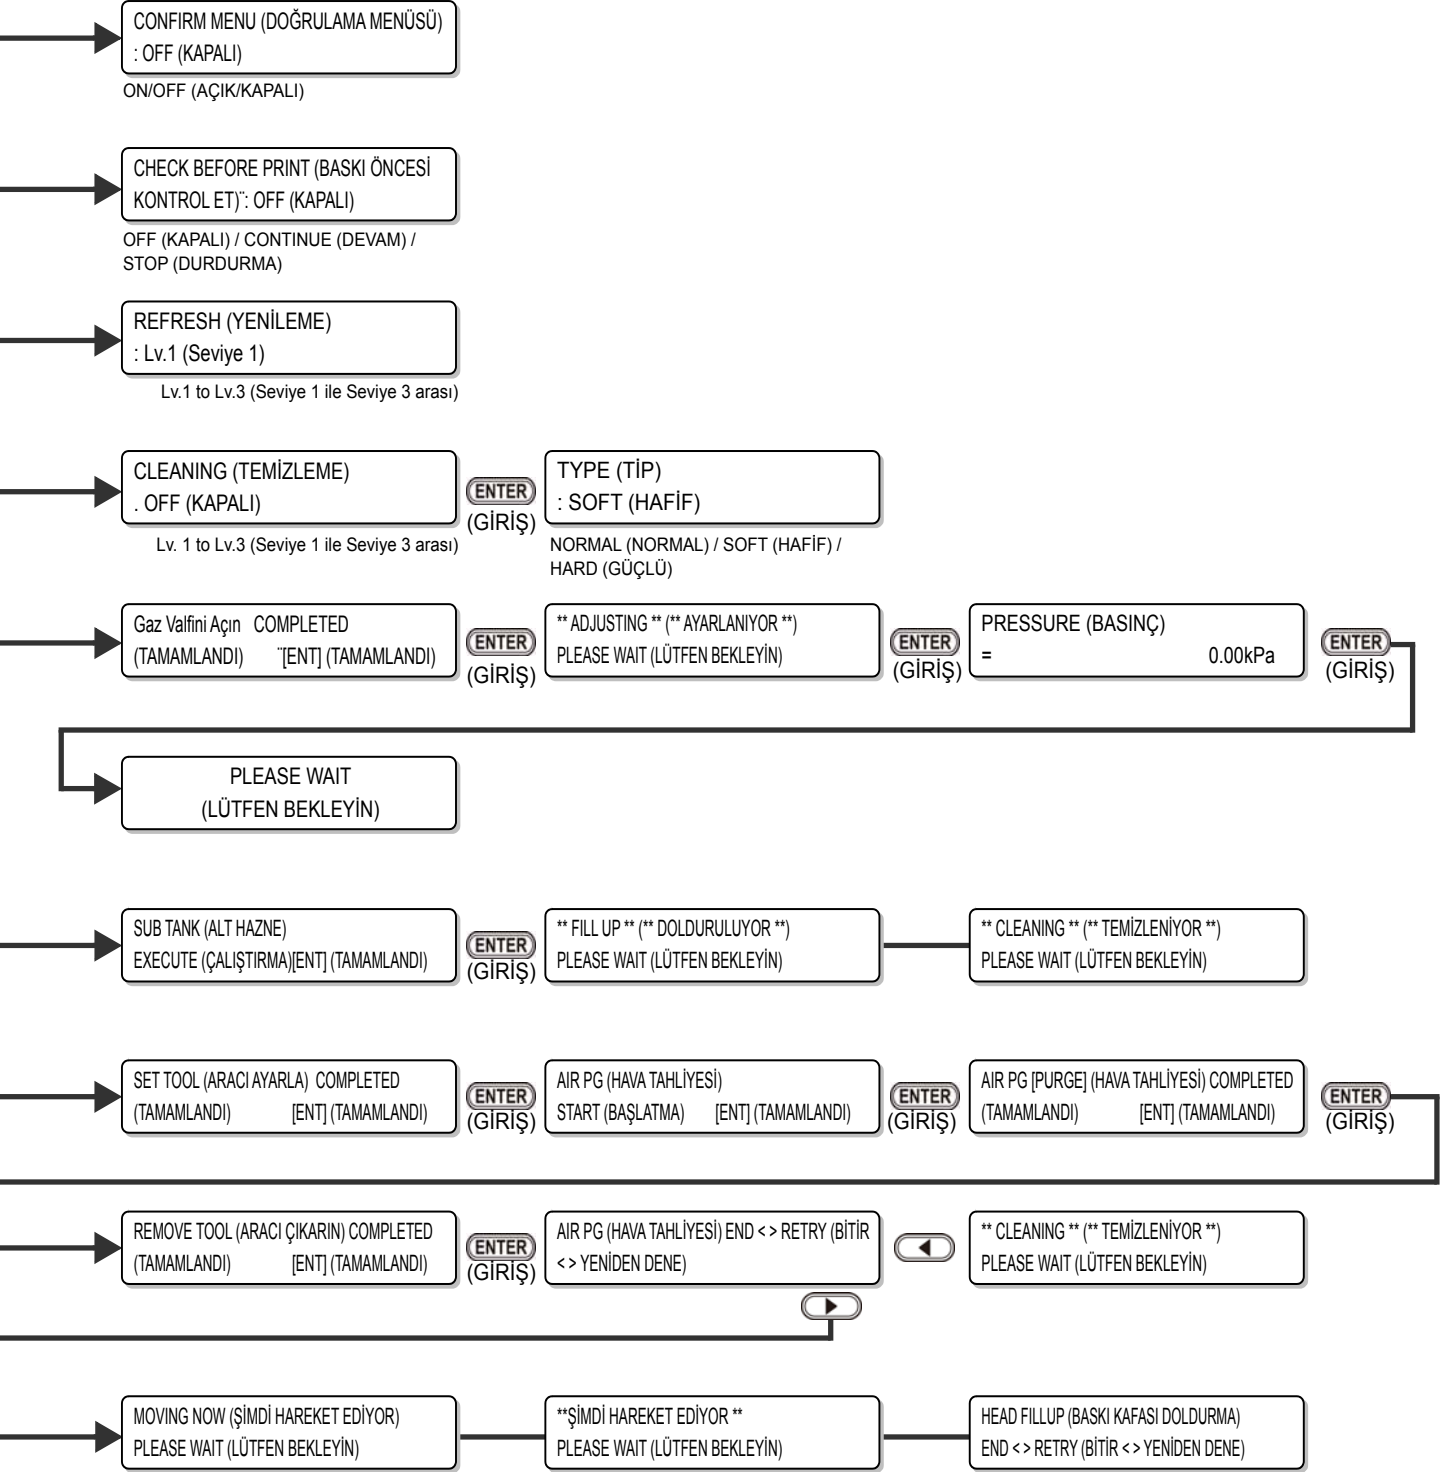 CONFIRM MENU (DOĞRULAMA MENÜSÜ)
: OFF (KAPALI)
ON/OFF (AÇIK/KAPALI)
CHECK BEFORE PRINT (BASKI ÖNCESİ
KONTROL ET)¨: OFF (KAPALI)
OFF (KAPALI) / CONTINUE (DEVAM) /
STOP (DURDURMA)
REFRESH (YENİLEME)
: Lv.1 (Seviye 1)
Lv.1 to Lv.3 (Seviye 1 ile Seviye 3 arası)
CLEANING (TEMİZLEME)
. OFF (KAPALI)
Lv. 1 to Lv.3 (Seviye 1 ile Seviye 3 arası)
ENTER
(GİRİŞ)
TYPE (TİP)
: SOFT (HAFİF)
NORMAL (NORMAL) / SOFT (HAFİF) /
HARD (GÜÇLÜ)
Gaz Valfini Açın COMPLETED
(TAMAMLANDI) ¨[ENT] (TAMAMLANDI)
ENTER
(GİRİŞ)
** ADJUSTING ** (** AYARLANIYOR **)
PLEASE WAIT (LÜTFEN BEKLEYİN)
ENTER
(GİRİŞ)
PRESSURE (BASINÇ)
= 0.00kPa
ENTER
(GİRİŞ)
PLEASE WAIT
(LÜTFEN BEKLEYİN)
SUB TANK (ALT HAZNE)
EXECUTE (ÇALIŞTIRMA)[ENT] (TAMAMLANDI)
ENTER
(GİRİŞ)
** FILL UP ** (** DOLDURULUYOR **)
PLEASE WAIT (LÜTFEN BEKLEYİN)
** CLEANING ** (** TEMİZLENİYOR **)
PLEASE WAIT (LÜTFEN BEKLEYİN)
SET TOOL (ARACI AYARLA) COMPLETED
(TAMAMLANDI) [ENT] (TAMAMLANDI)
ENTER
(GİRİŞ)
AIR PG (HAVA TAHLİYESİ)
START (BAŞLATMA) [ENT] (TAMAMLANDI)
ENTER
(GİRİŞ)
AIR PG [PURGE] (HAVA TAHLİYESİ) COMPLETED
(TAMAMLANDI) [ENT] (TAMAMLANDI)
ENTER
(GİRİŞ)
REMOVE TOOL (ARACI ÇIKARIN) COMPLETED
(TAMAMLANDI) [ENT] (TAMAMLANDI)
ENTER
(GİRİŞ)
AIR PG (HAVA TAHLİYESİ) END < > RETRY (BİTİR
< > YENİDEN DENE)
** CLEANING ** (** TEMİZLENİYOR **)
PLEASE WAIT (LÜTFEN BEKLEYİN)
MOVING NOW (ŞİMDİ HAREKET EDİYOR)
PLEASE WAIT (LÜTFEN BEKLEYİN)
**ŞİMDİ HAREKET EDİYOR **
PLEASE WAIT (LÜTFEN BEKLEYİN)
HEAD FILLUP (BASKI KAFASI DOLDURMA)
END < > RETRY (BİTİR < > YENİDEN DENE)